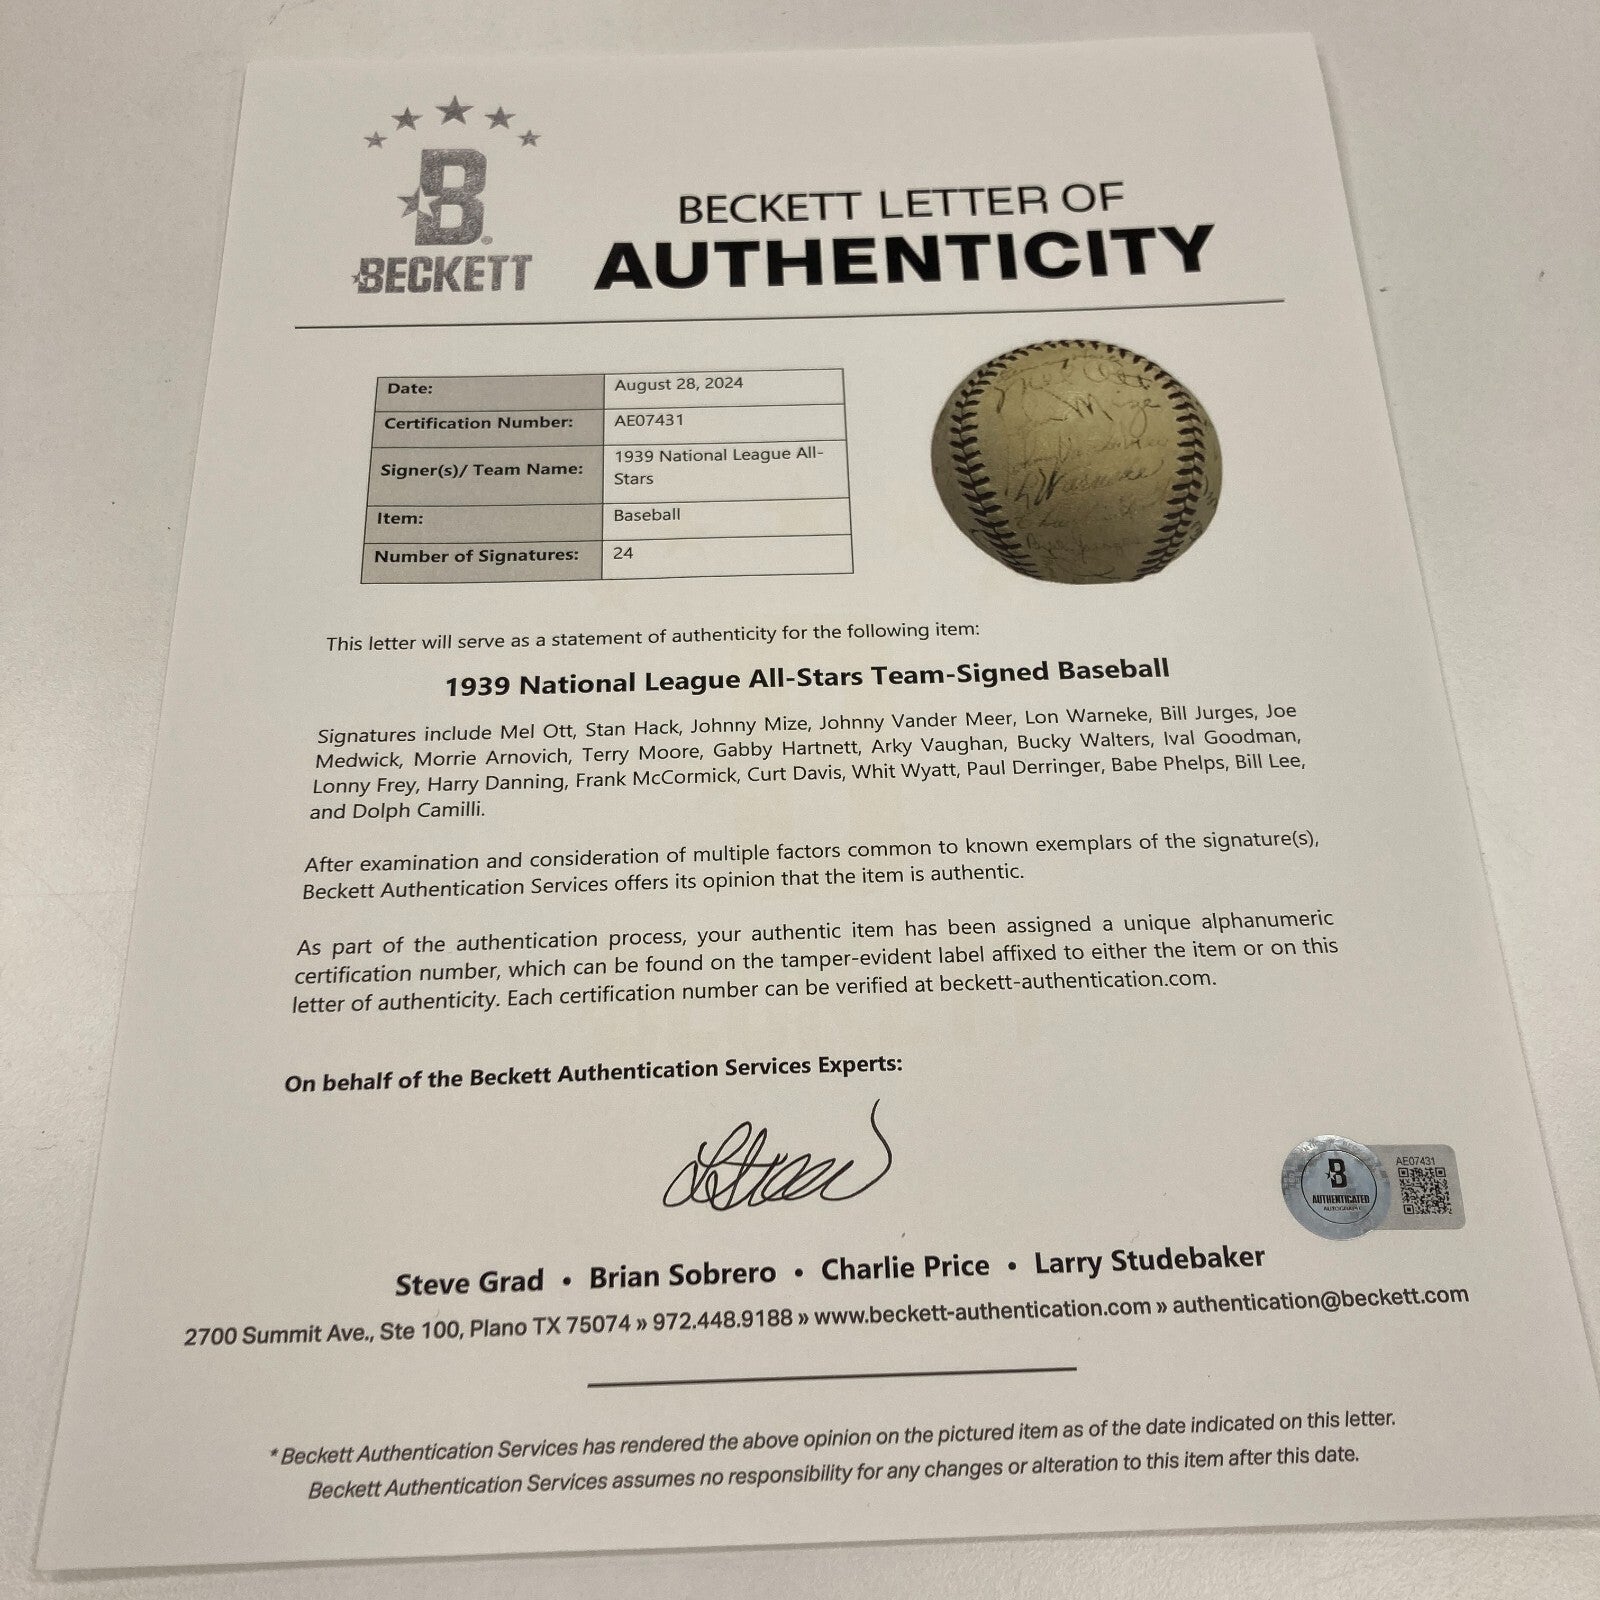 B
BECKETT
BECKETT LETTER OF
AUTHENTICITY
Date: August 28, 2024
Certification Number: AE07431
Signer(s)/ Team Name: 1939 National League All-
Stars
Item: Baseball
Number of Signatures: 24
Mel Ott
Mize
L Warneke
This letter will serve as a statement of authenticity for the following item:
1939 National League All-Stars Team-Signed Baseball
Signatures include Mel Ott, Stan Hack, Johnny Mize, Johnny Vander Meer, Lon Warneke, Bill Jurges, Joe
Medwick, Morrie Arnovich, Terry Moore, Gabby Hartnett, Arky Vaughan, Bucky Walters, Ival Goodman,
Lonny Frey, Harry Danning, Frank McCormick, Curt Davis, Whit Wyatt, Paul Derringer, Babe Phelps, Bill Lee,
and Dolph Camilli.
After examination and consideration of multiple factors common to known exemplars of the signature(s),
Beckett Authentication Services offers its opinion that the item is authentic.
As part of the authentication process, your authentic item has been assigned a unique alphanumeric
certification number, which can be found on the tamper-evident label affixed to either the item or on this
letter of authenticity. Each certification number can be verified at beckett-authentication.com.
On behalf of the Beckett Authentication Services Experts:
B
AUTHENTICATED
AUTOGRAPH
AE07431
Steve Grad • Brian Sobrero • Charlie Price • Larry Studebaker
2700 Summit Ave., Ste 100, Plano TX 75074 » 972.448.9188 » www.beckett-authentication.com » authentication@beckett.com
* Beckett Authentication Services has rendered the above opinion on the pictured item as of the date indicated on this letter.
Beckett Authentication Services assumes no responsibility for any changes or alteration to this item after this date.